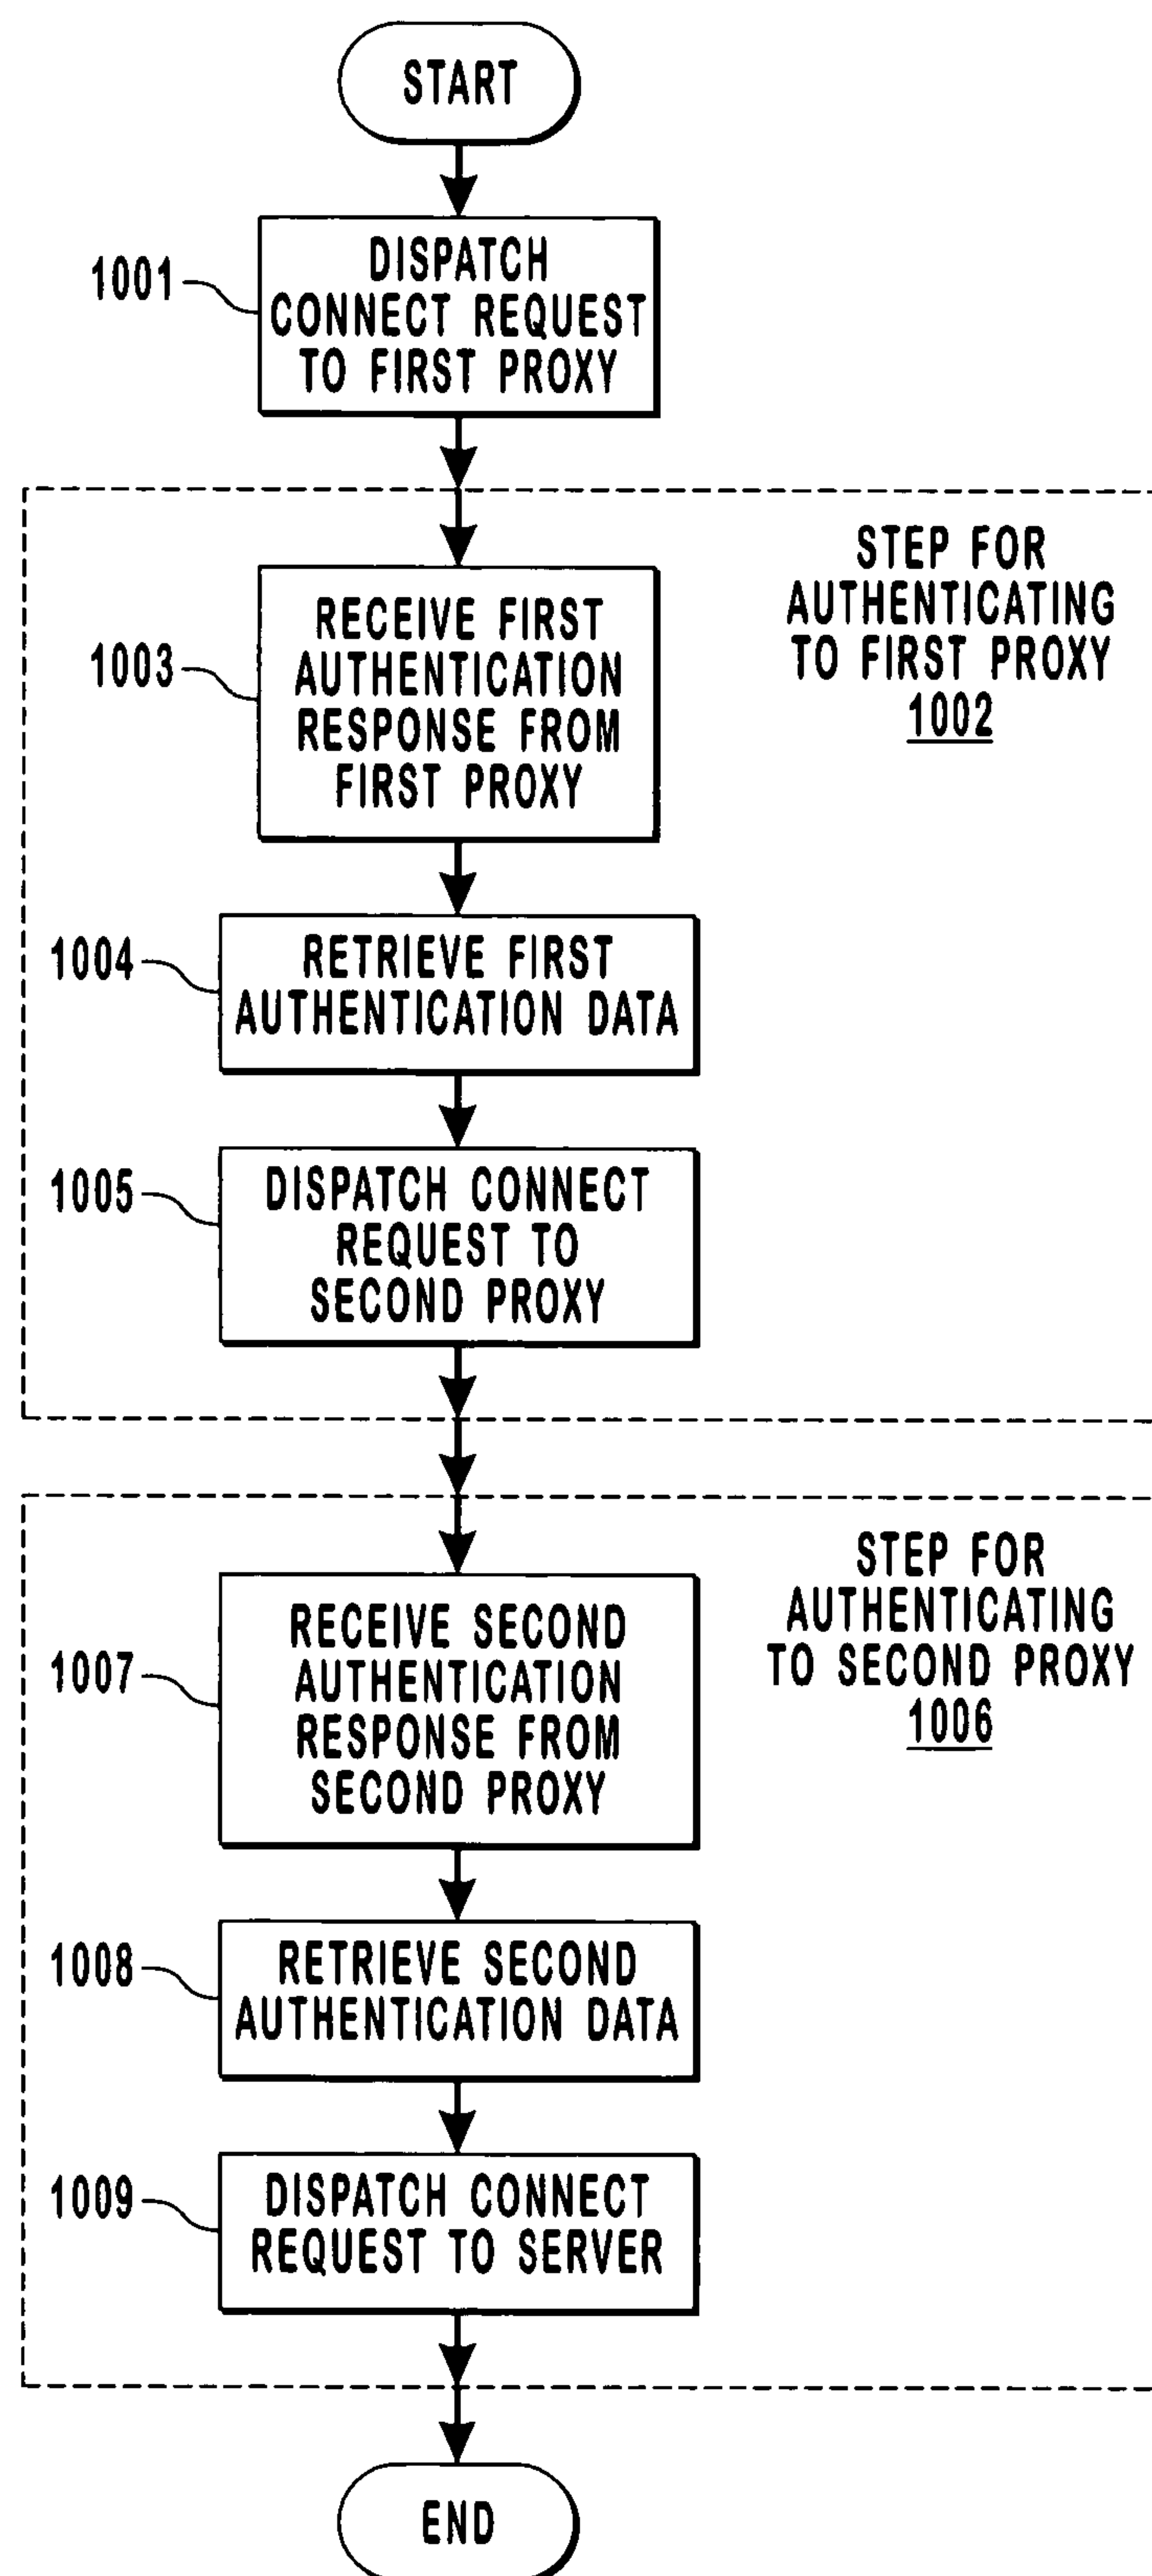 START
1001
DISPATCH
CONNECT REQUEST
TO FIRST PROXY
STEP FOR
AUTHENTICATING
TO FIRST PROXY
1002
1003
RECEIVE FIRST
AUTHENTICATION
RESPONSE FROM
FIRST PROXY
1004
RETRIEVE FIRST
AUTHENTICATION DATA
1005
DISPATCH CONNECT
REQUEST TO
SECOND PROXY
STEP FOR
AUTHENTICATING
TO SECOND PROXY
1006
1007
RECEIVE SECOND
AUTHENTICATION
RESPONSE FROM
SECOND PROXY
1008
RETRIEVE SECOND
AUTHENTICATION DATA
1009
DISPATCH CONNECT
REQUEST TO SERVER
END